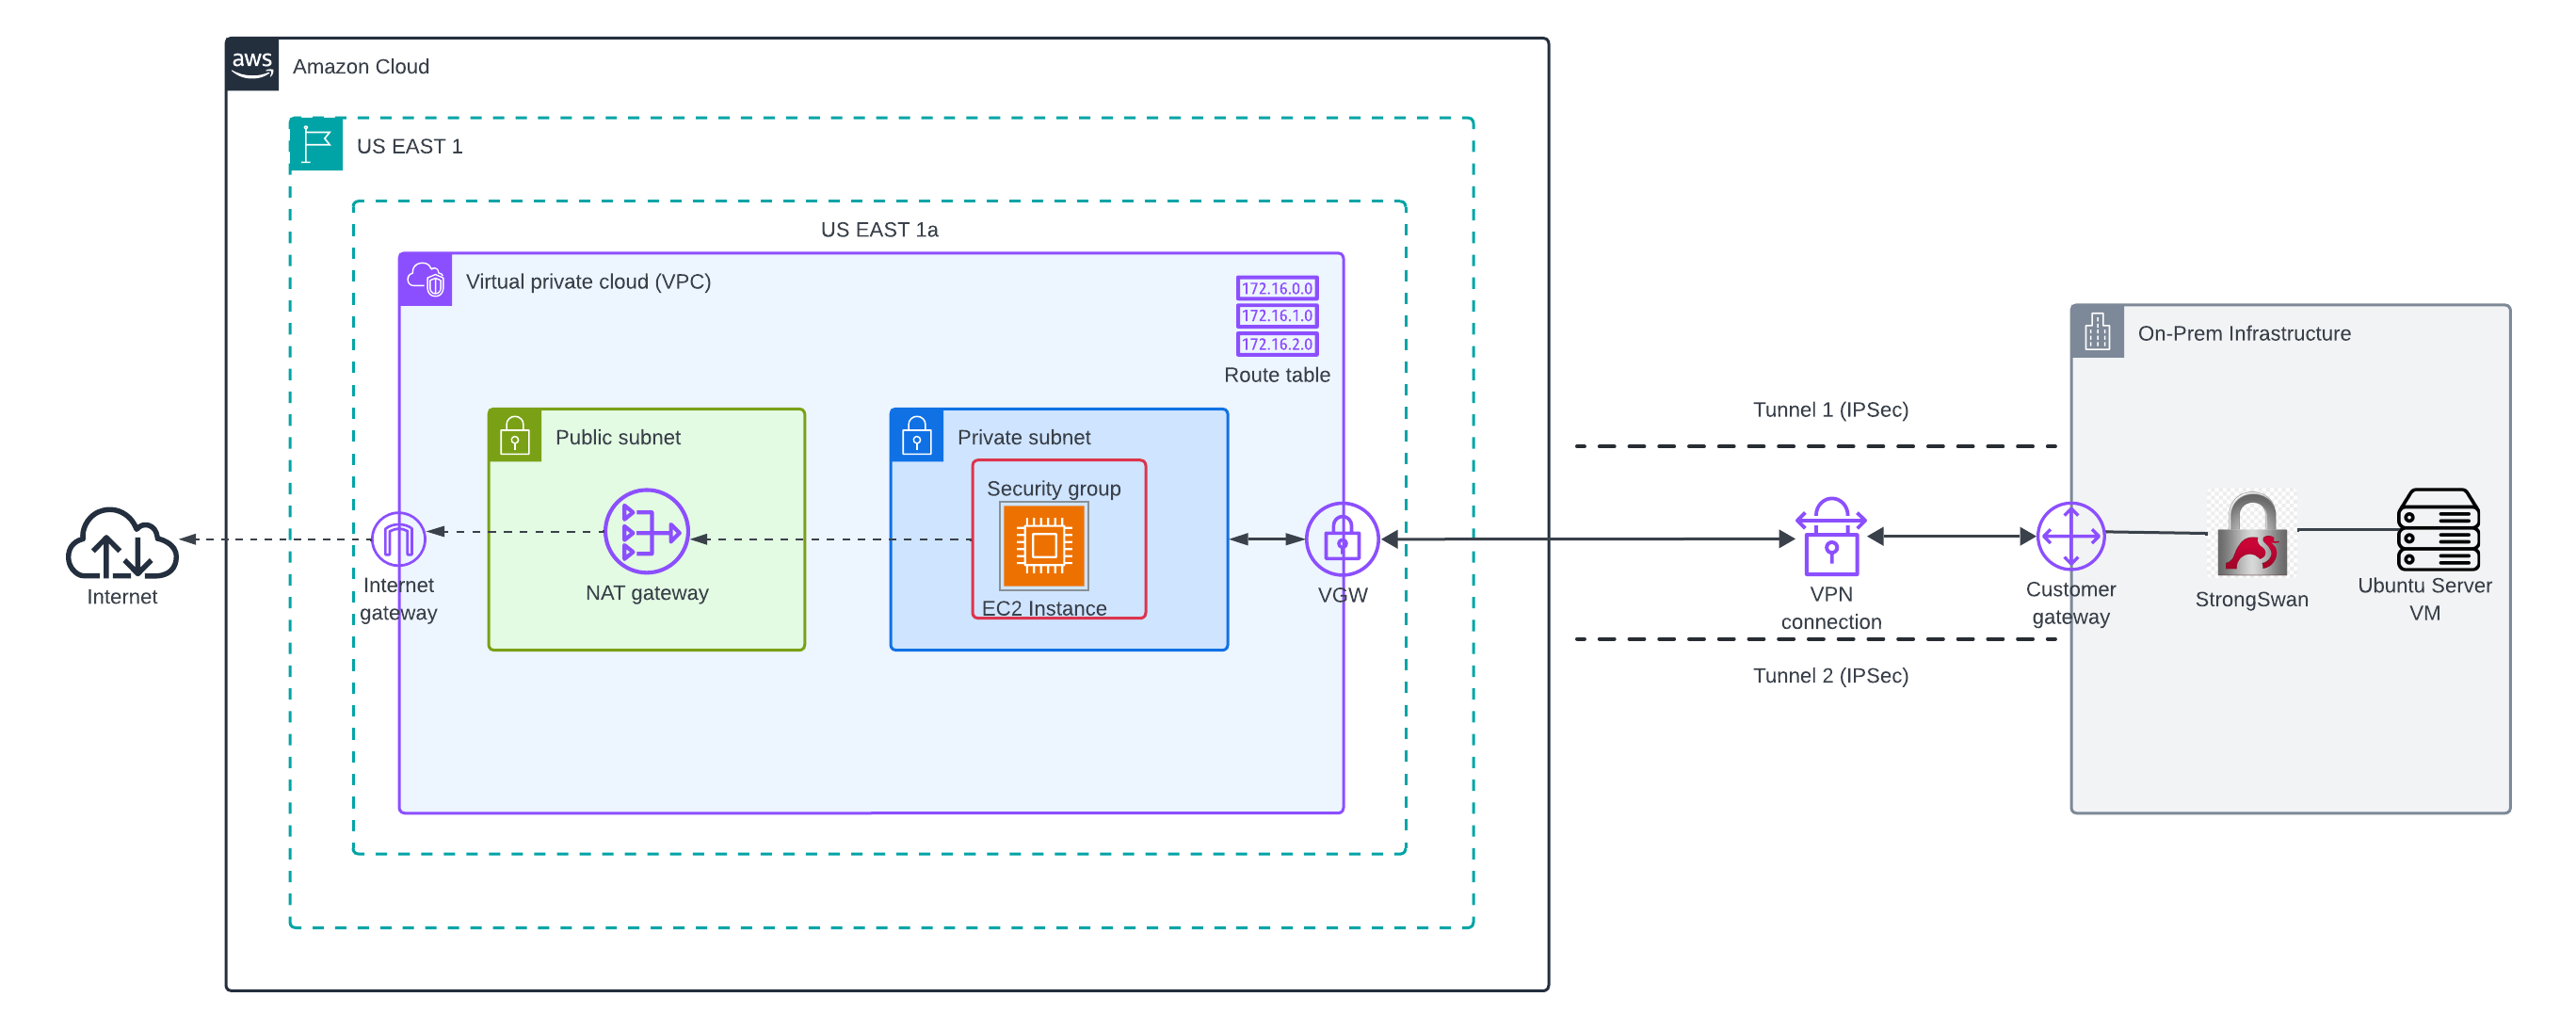 aws
Amazon Cloud
US EAST 1
US EAST 1a
Virtual private cloud (VPC)
172.16.0.0
172.16.1.0
172.16.2.0
Route table
On-Prem Infrastructure
Public subnet
Private subnet
Security group
EC2 Instance
NAT gateway
Internet
Internet
gateway
VGW
Tunnel 1 (IPSec)
VPN
connection
Tunnel 2 (IPSec)
Customer
gateway
StrongSwan
Ubuntu Server
VM